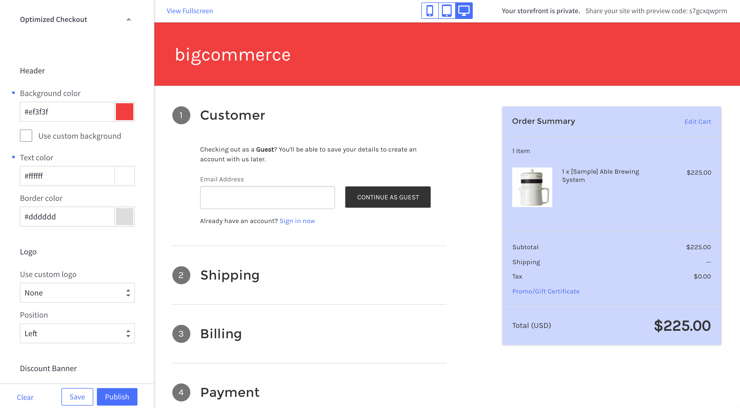 Optimized Checkout
Header
Background color
#ef3f3f
Use custom background
Text color
#ffffff
Border color
#dddddd
Logo
Use custom logo
None
Position
Left
Discount Banner
Clear
Save
Publish
View Fullscreen
Your storefront is private. Share your site with preview code: s7gcxqwprm
bigcommerce
1 Customer
Checking out as a Guest? You'll be able to save your details to create an
account with us later.
Email Address
CONTINUE AS GUEST
Already have an account? Sign in now
2 Shipping
3 Billing
4 Payment
Order Summary Edit Cart
1 Item
1 x [Sample] Able Brewing $225.00
System
Subtotal $225.00
Shipping --
Tax $0.00
Promo/Gift Certificate
Total (USD) $225.00